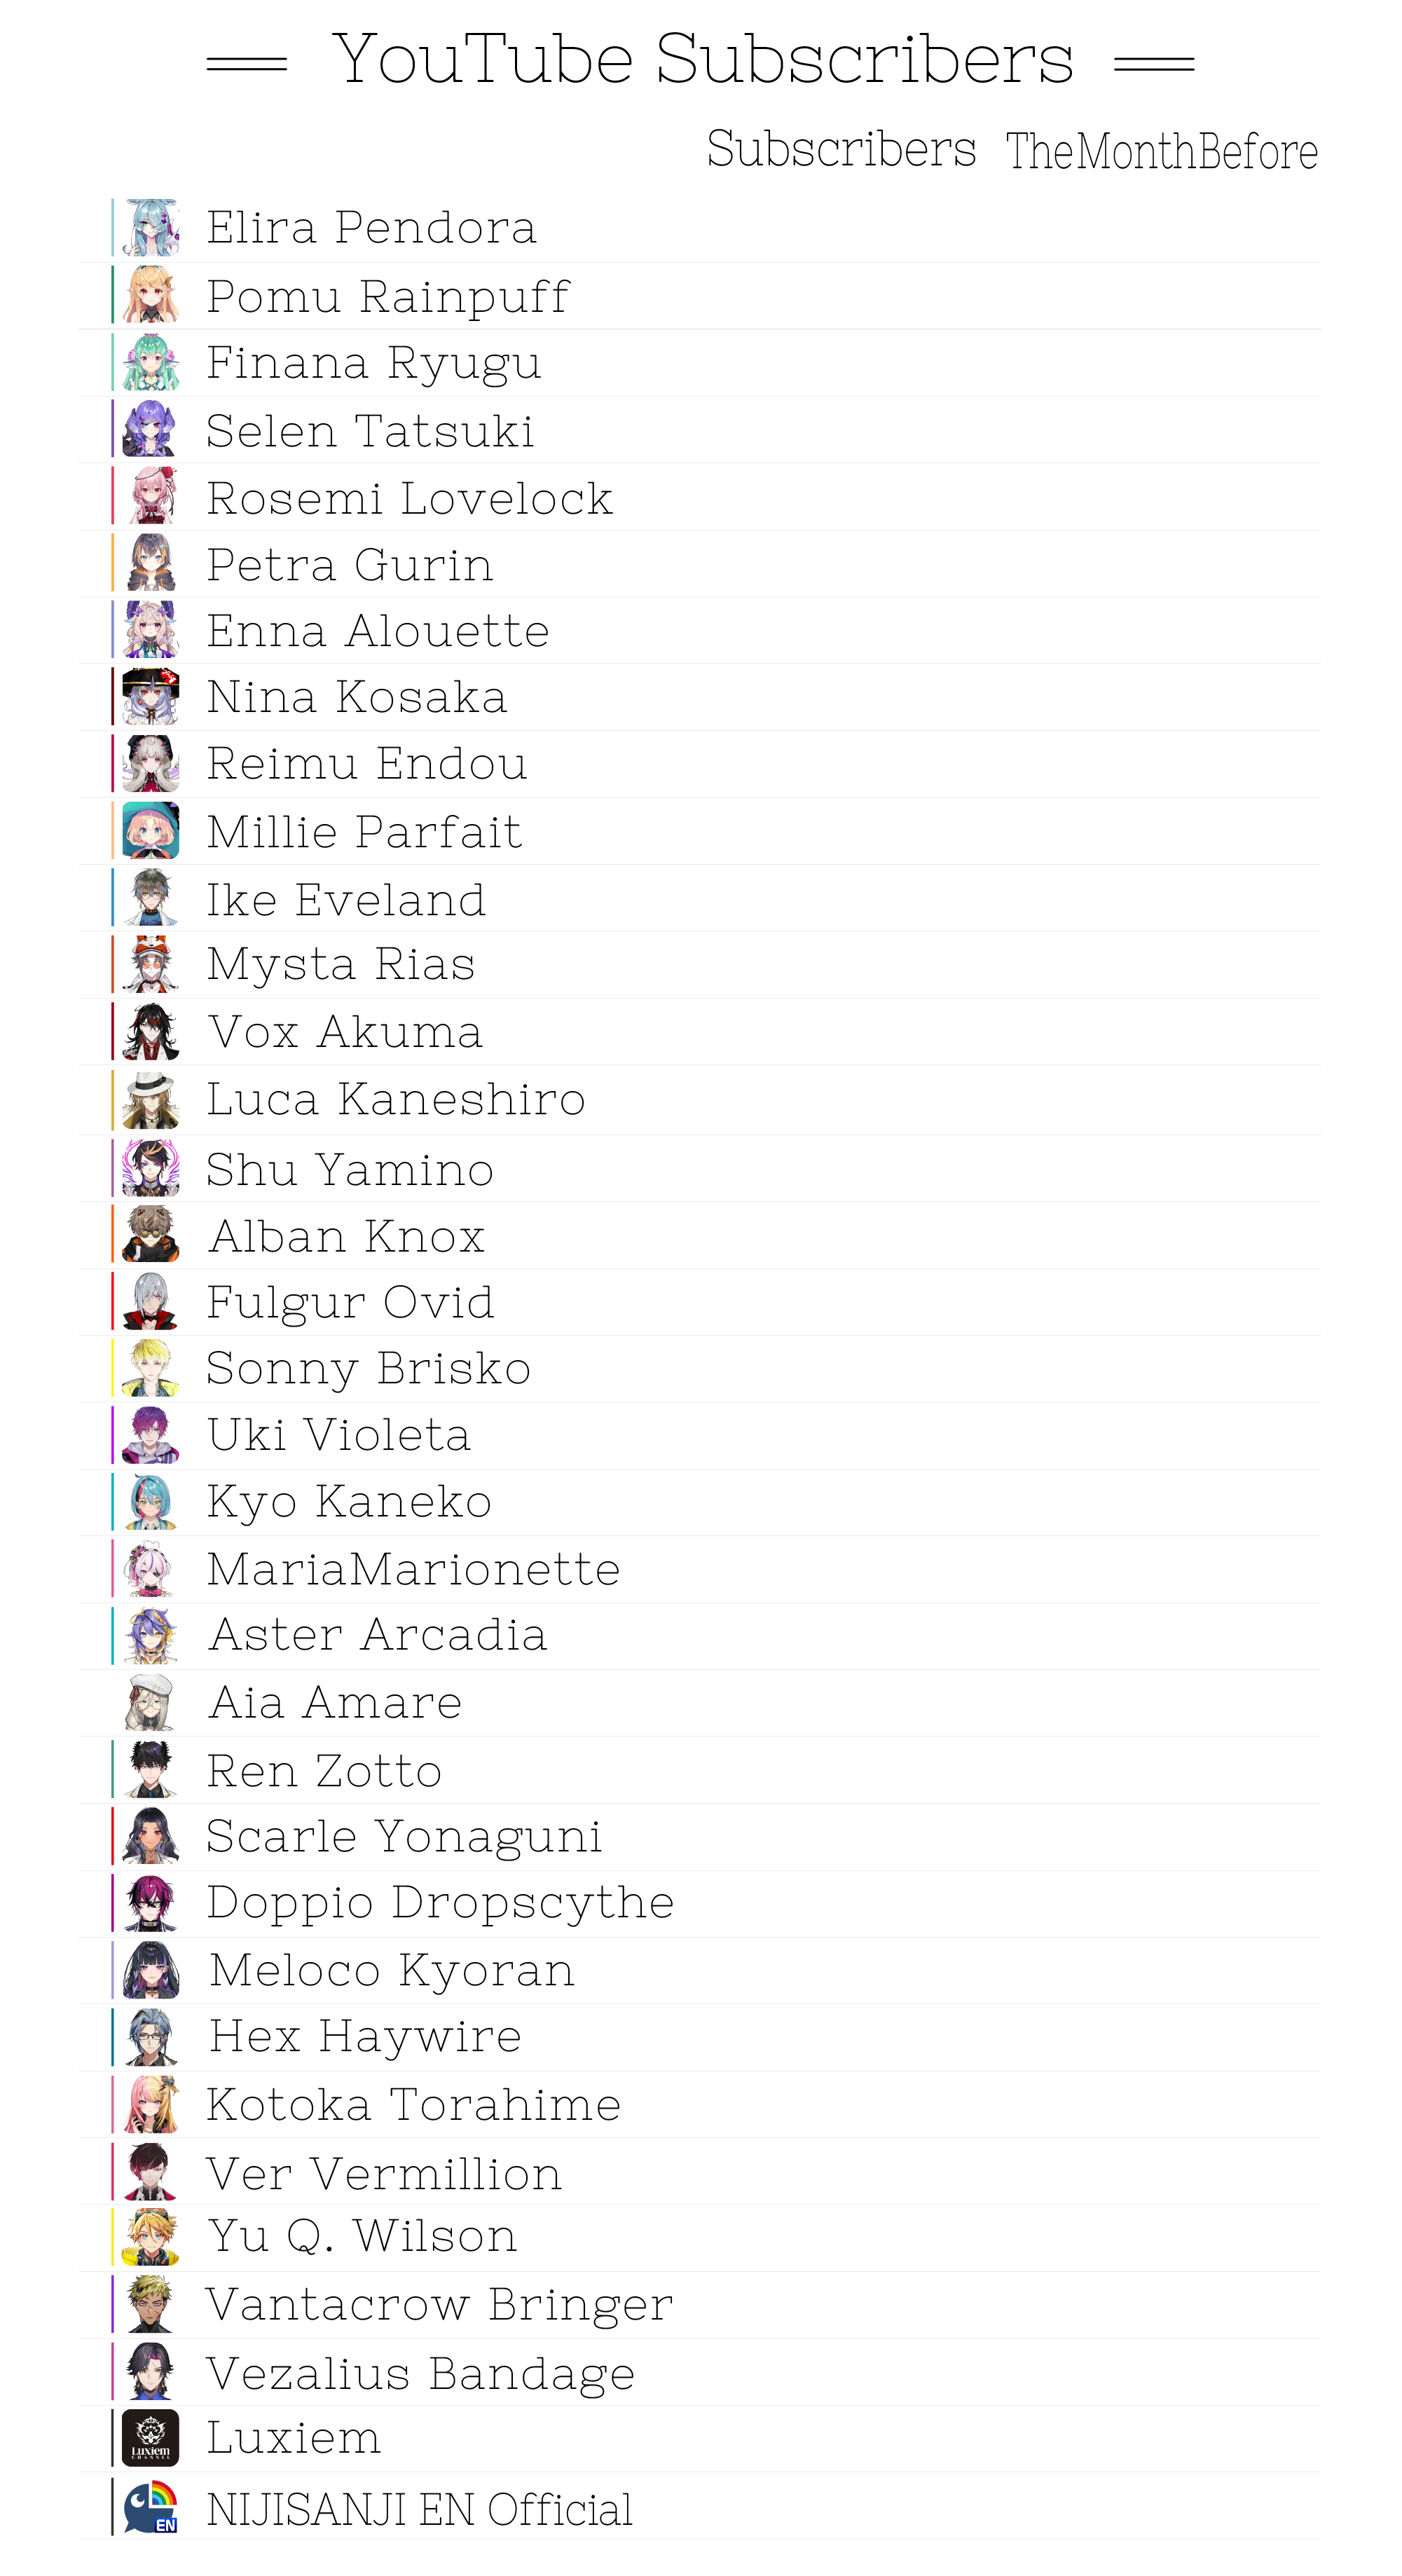 YouTube Subscribers
Subscribers TheMonthBefore
Elira Pendora
Pomu Rainpuff
Finana Ryugu
Selen Tatsuki
Rosemi Lovelock
Petra Gurin
Enna Alouette
Nina Kosaka
Reimu Endou
Millie Parfait
Ike Eveland
Mysta Rias
Vox Akuma
Luca Kaneshiro
Shu Yamino
Alban Knox
Fulgur Ovid
Sonny Brisko
Uki Violeta
Kyo Kaneko
MariaMarionette
Aster Arcadia
Aia Amare
Ren Zotto
Scarle Yonaguni
Doppio Dropscythe
Meloco Kyoran
Hex Haywire
Kotoka Torahime
Ver Vermillion
Yu Q. Wilson
Vantacrow Bringer
Vezalius Bandage
Luxiem
CHANNEL
Luxiem
EN
NIJISANJI EN Official